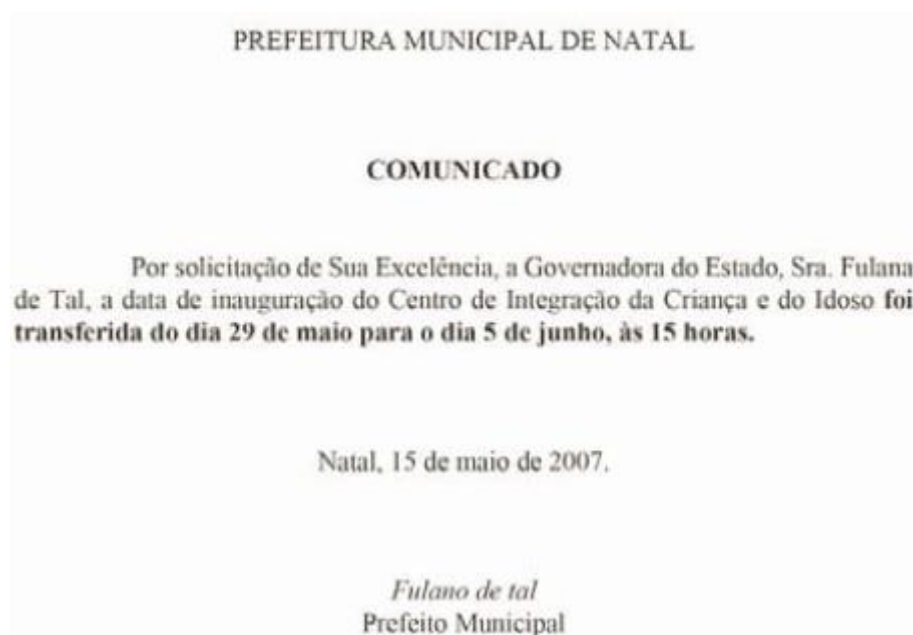 PREFEITURA MUNICIPAL DE NATAL
COMUNICADO
Por solicitação de Sua Excelência, a Governadora do Estado, Sra. Fulana
de Tal, a data de inauguração do Centro de Integração da Criança e do Idoso foi
transferida do dia 29 de maio para o dia 5 de junho, às 15 horas.
Natal, 15 de maio de 2007.
Fulano de tal
Prefeito Municipal